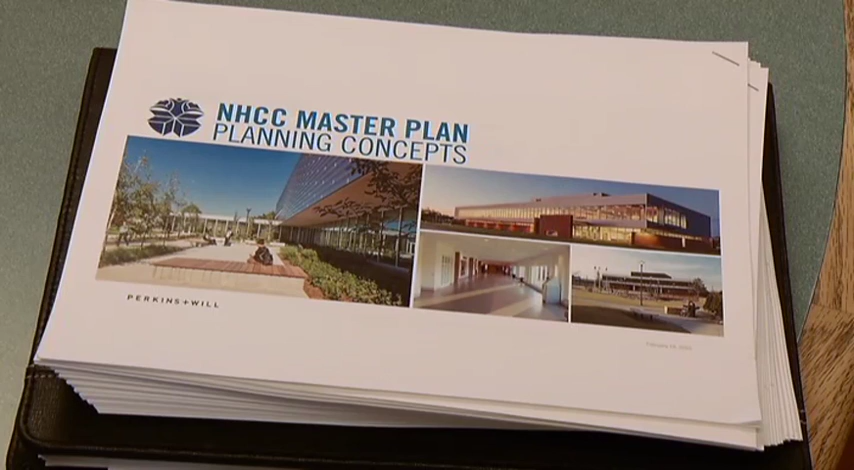 NHCC MASTER PLAN
PLANNING CONCEPTS
PERKINS+WILL